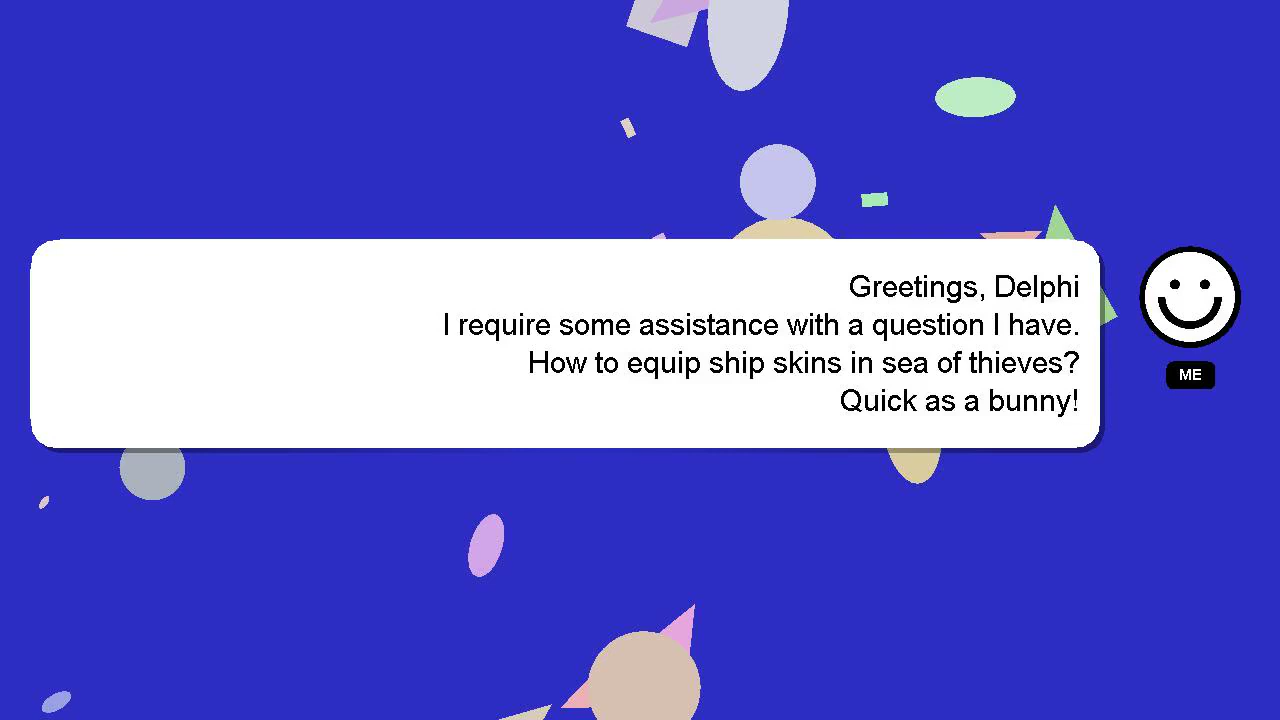 Greetings, Delphi
I require some assistance with a question I have.
How to equip ship skins in sea of thieves?
Quick as a bunny!
ME